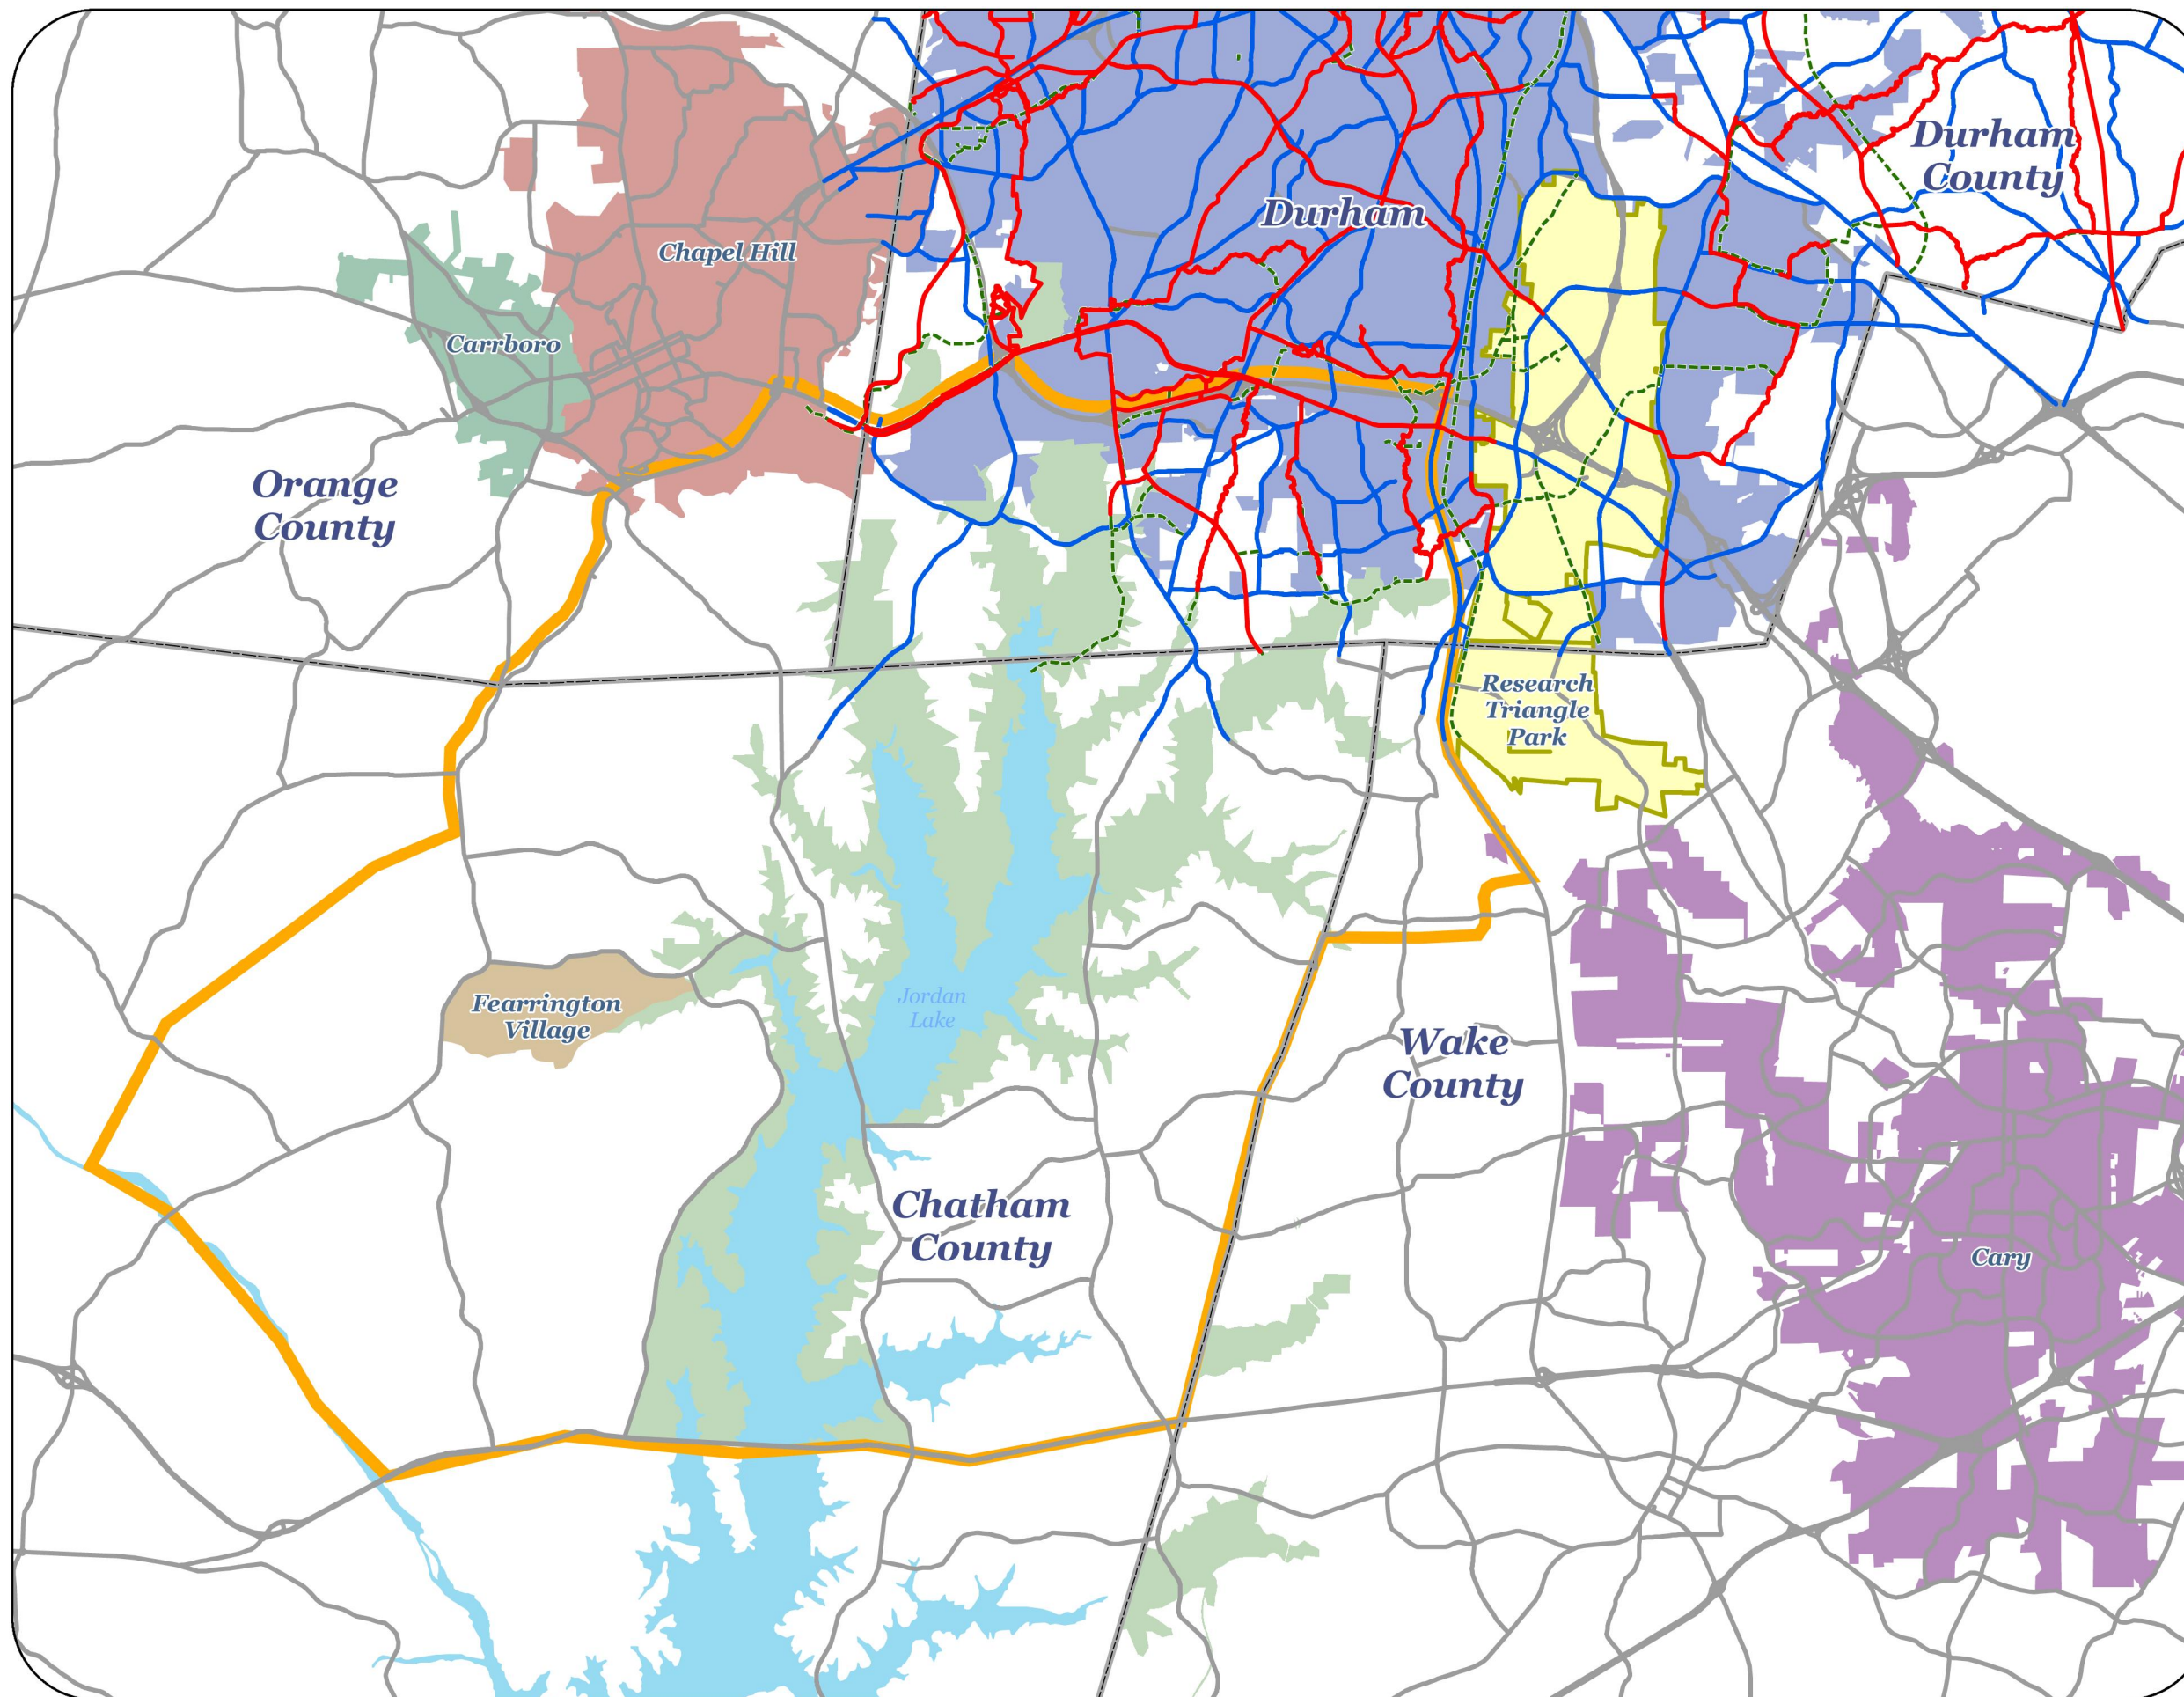 Durham
County
Durham
Chapel Hill
Carrboro
Orange
County
Research
Triangle
Park
Jordan
Lake
Fearrington
Village
Wake
County
Chatham
County
Cary